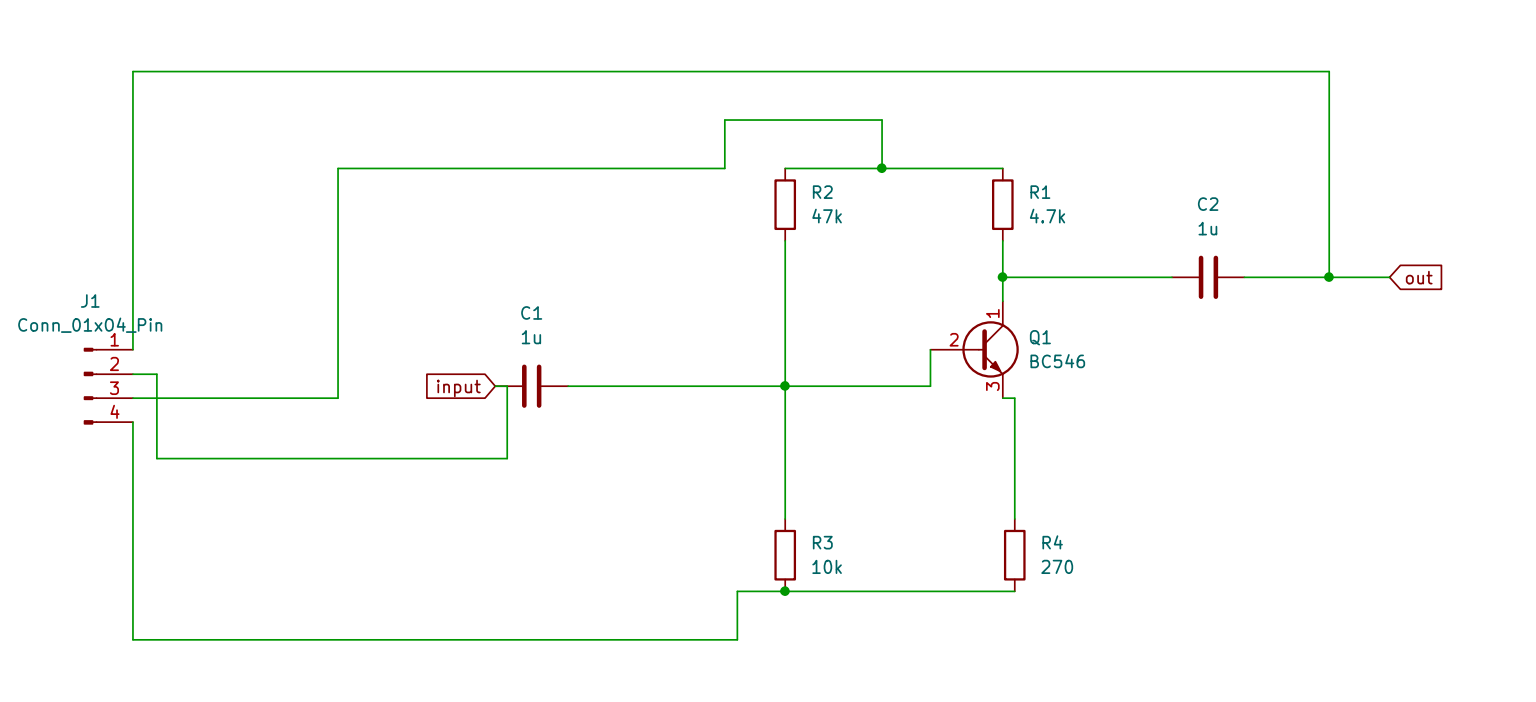 J1
Conn_01x04_Pin
1
2
3
4
input
C1
1u
R2
47k
R1
4.7k
C2
1u
out
1
2
Q1
BC546
3
R3
10k
R4
270